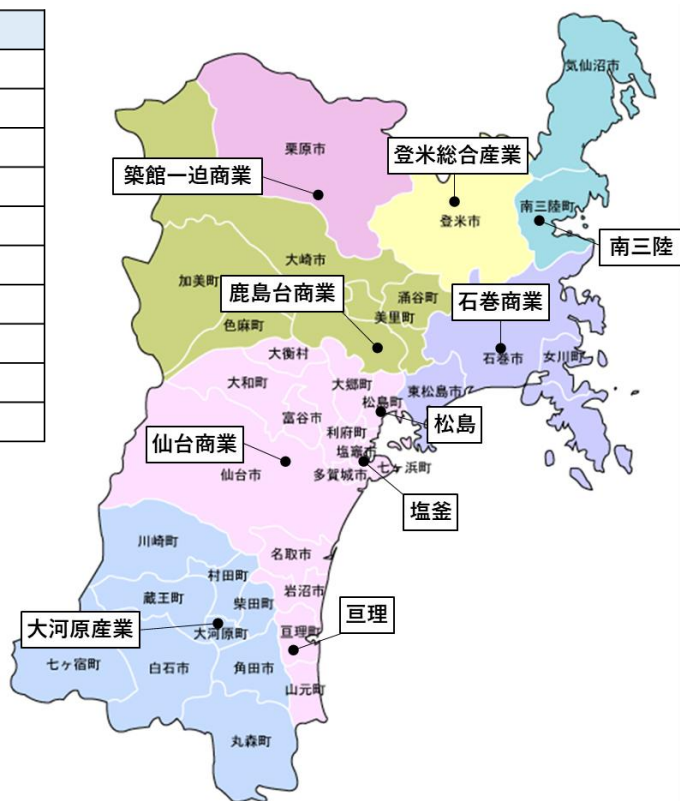 気仙沼市
栗原市
登米総合産業
築館一迫商業
南三陸町
登米市
南三陸
大崎市
加美町
鹿島台商業
涌谷町
石巻商業
美里町
色麻町
大衡村
石巻市
女川町
大和町
大郷町
東松島市
松島町
富谷市
松島
利府町
仙台商業
塩竈市
七ヶ浜町
仙台市
多賀城市
塩釜
川崎町
名取市
村田町
岩沼市
蔵王町
柴田町
亘理
大河原産業
亘理町
大河原町
七ヶ宿町
白石市
角田市
山元町
丸森町